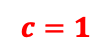 c = 1